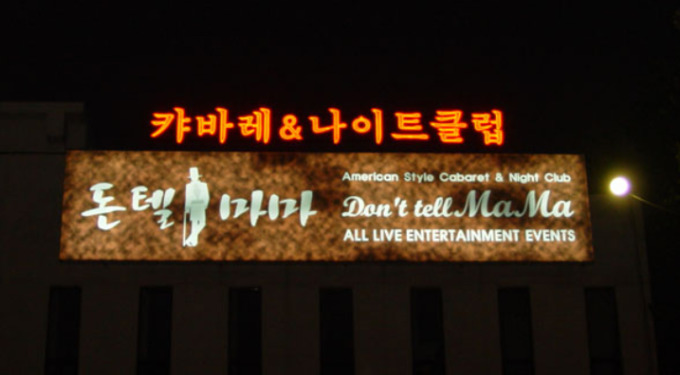 캬바레&나이트클럽
돈텔마마
American Style Cabaret & Night Club
Don't tell MaMa
ALL LIVE ENTERTAINMENT EVENTS